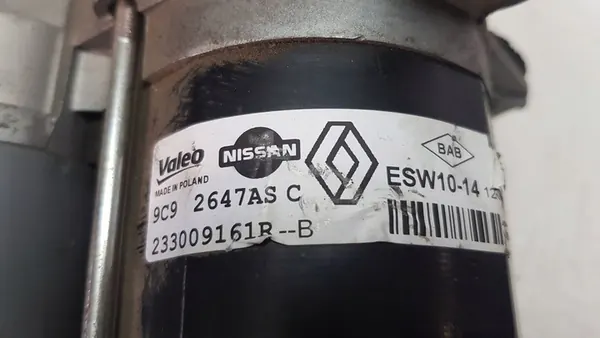 Valeo NISSAN BAB
MADE IN POLAND
ESW10-14
9C9 2647AS C
233009161R--B